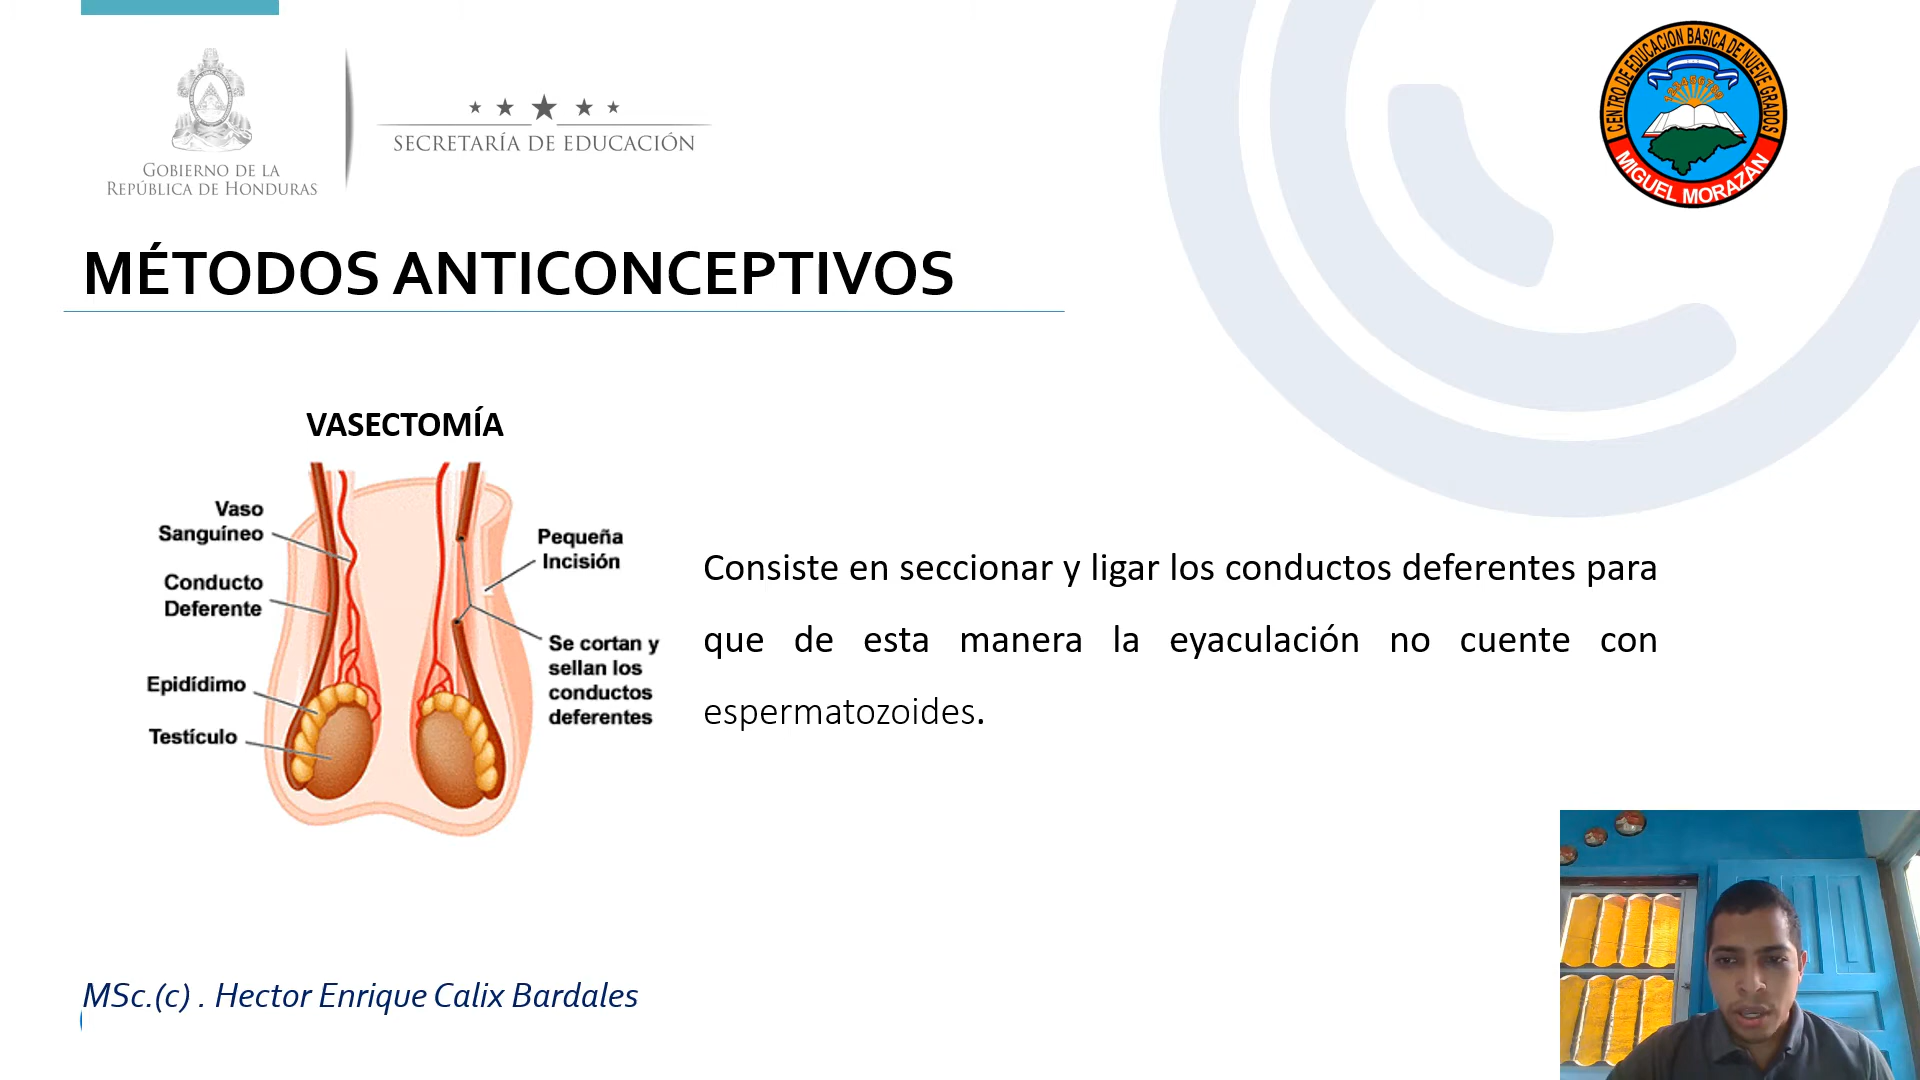 GOBIERNO DE LA
REPÚBLICA DE HONDURAS
SECRETARÍA DE EDUCACIÓN
CENTRO DE EDUCACION BASICA DE NUEVE GRADOS
MIGUEL MORAZÁN
MÉTODOS ANTICONCEPTIVOS
VASECTOMÍA
Vaso
Sanguíneo
Conducto
Deferente
Epidídimo
Testículo
Pequeña
Incisión
Se cortan y
sellan los
conductos
deferentes
Consiste en seccionar y ligar los conductos deferentes para
que de esta manera la eyaculación no cuente con
espermatozoides.
MSc.(c) . Hector Enrique Calix Bardales